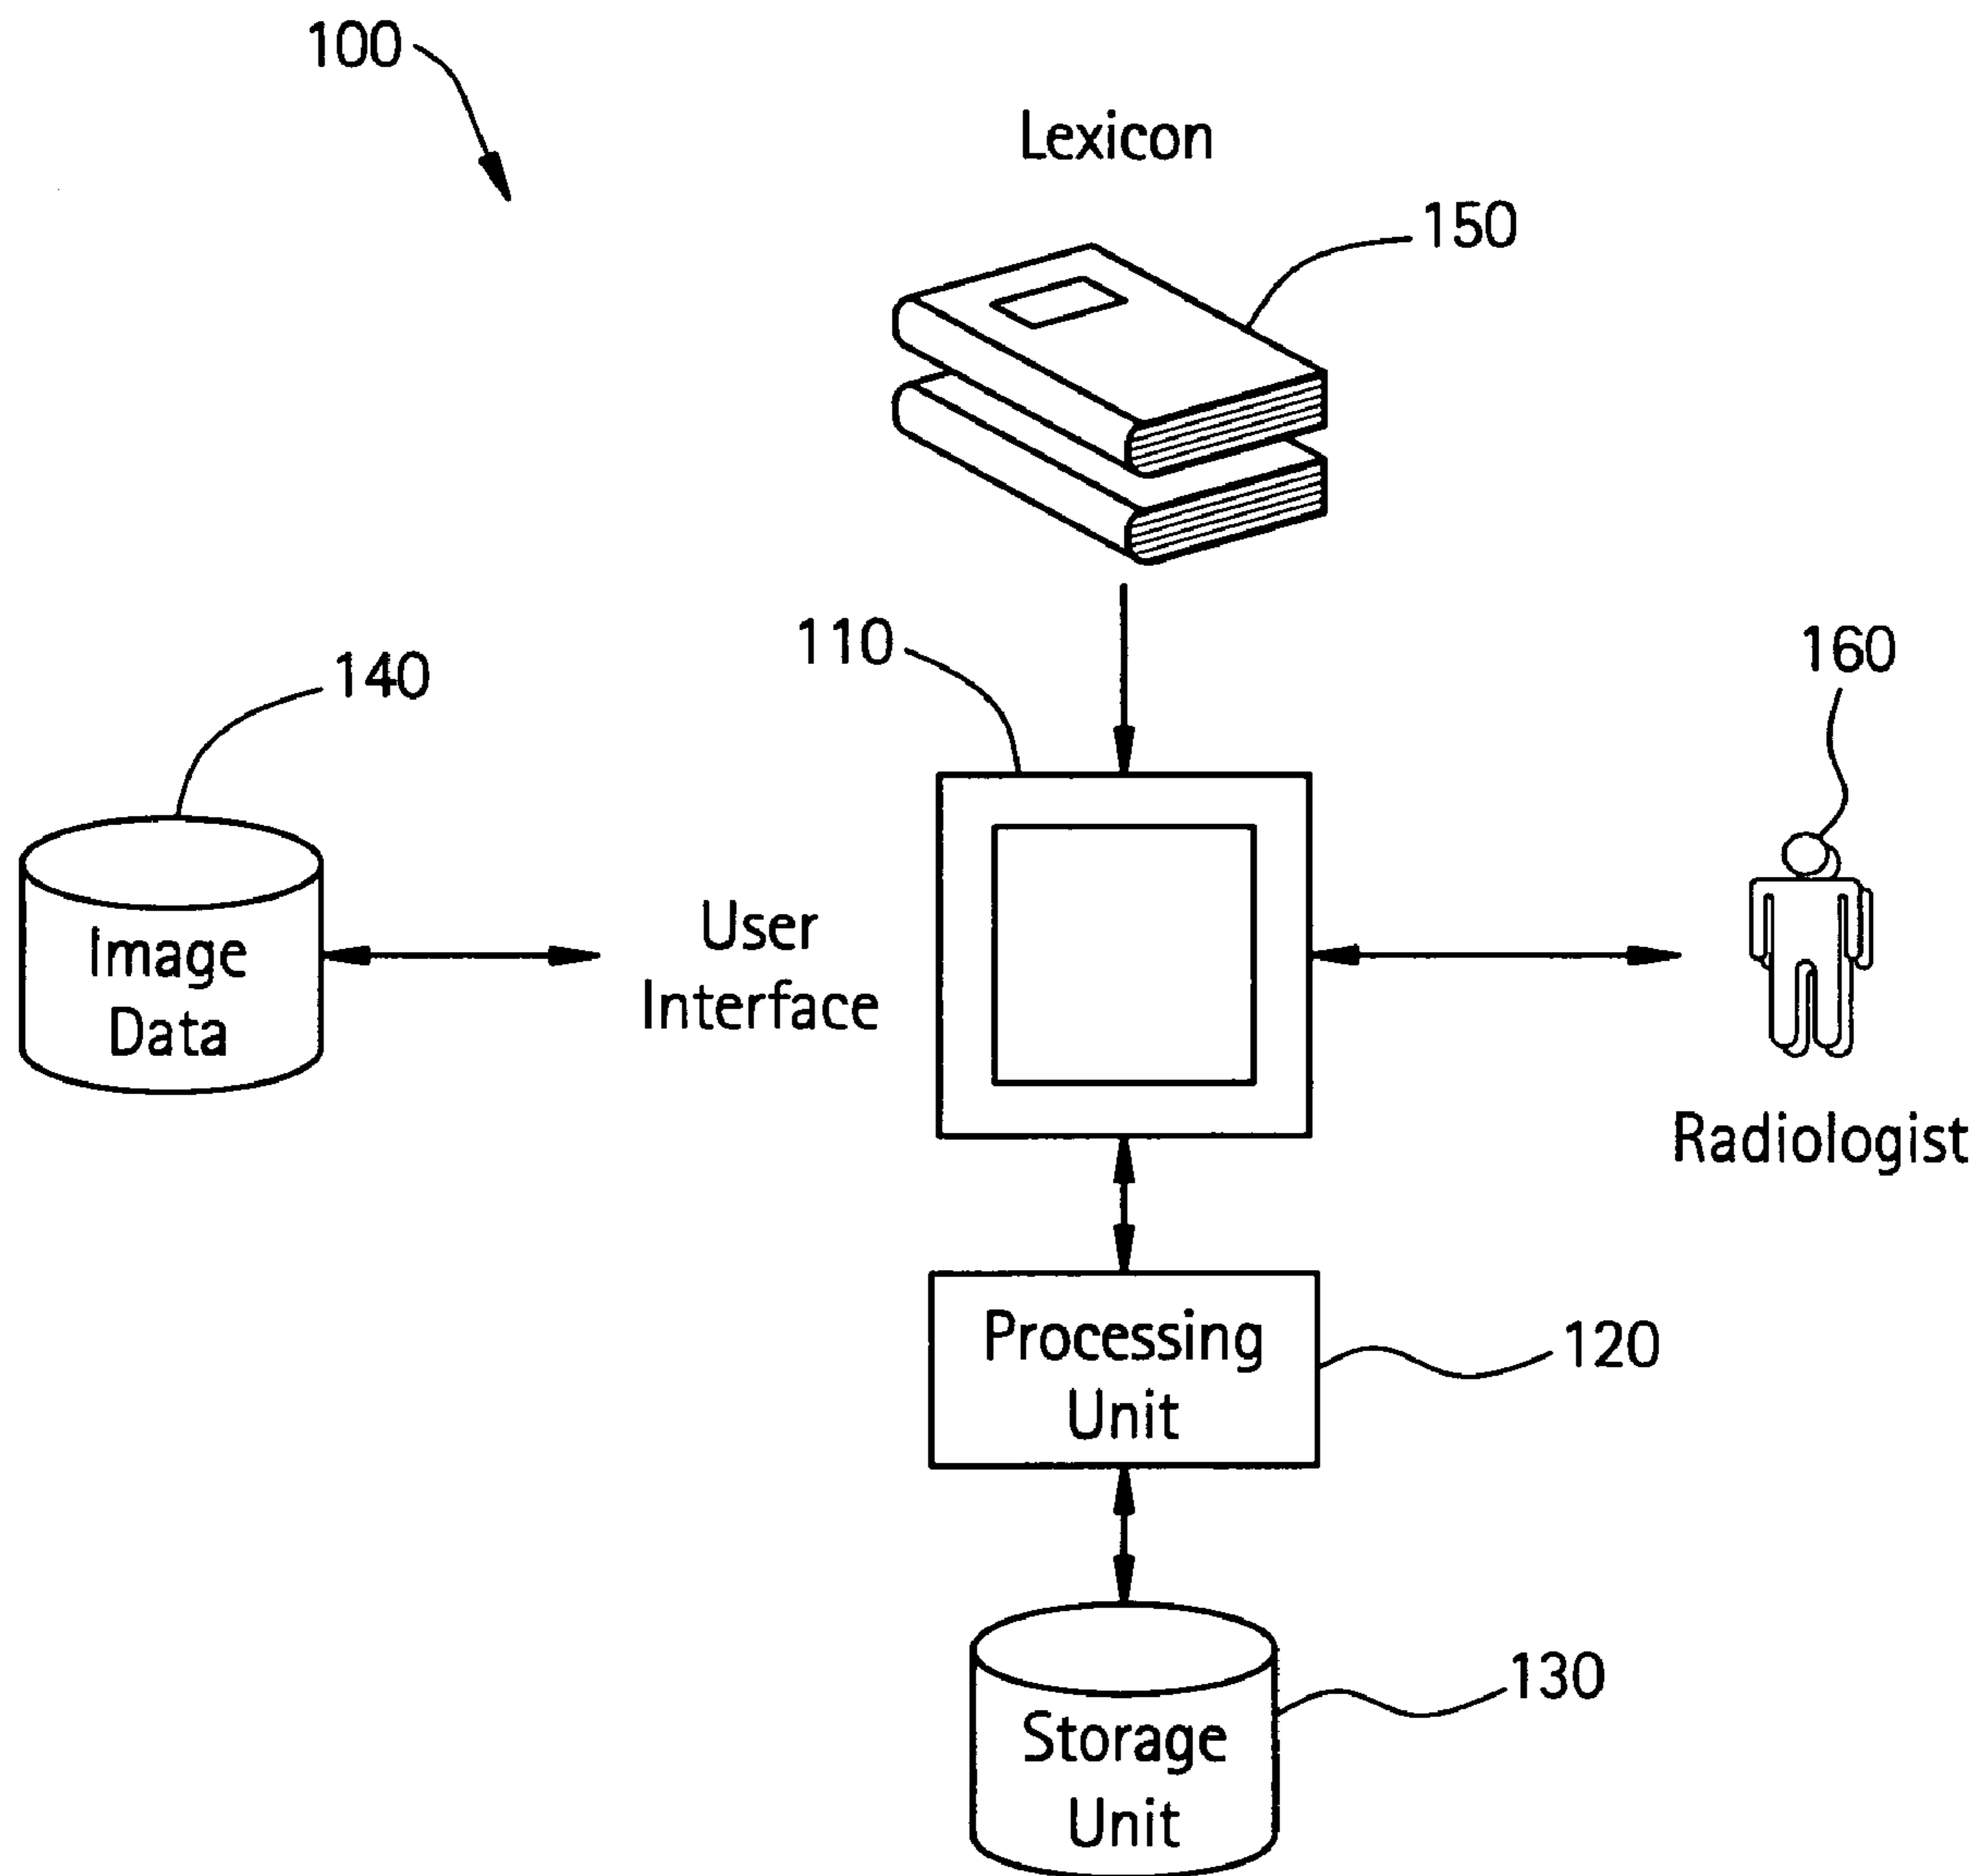 100
Lexicon
150
110
160
140
User
Interface
Image
Data
Radiologist
Processing
Unit
120
130
Storage
Unit